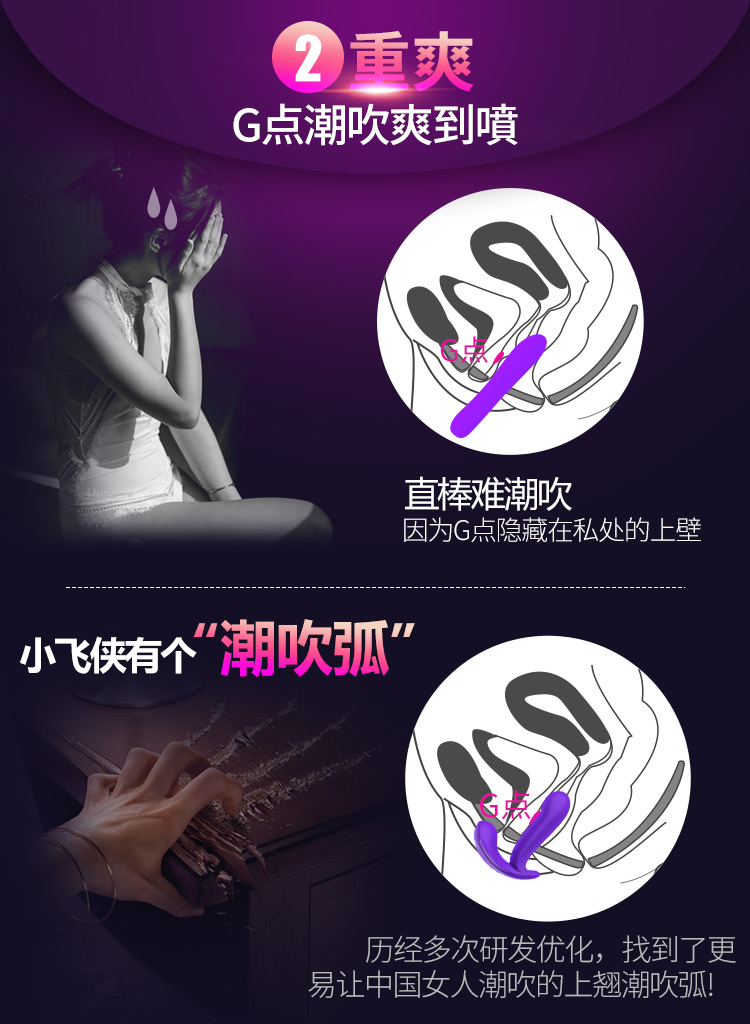 2重爽
G点潮吹爽到噴
G点
直棒难潮吹
因为G点隐藏在私处的上壁
小飞侠有个“潮吹弧”
G点
历经多次研发优化，找到了更
易让中国女人潮吹的上翘潮吹弧!